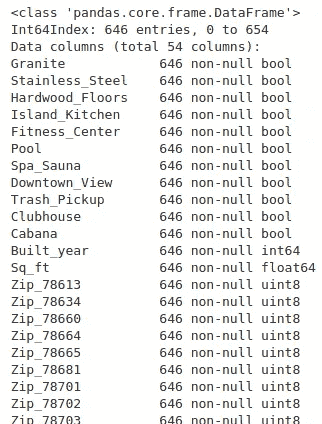 <class 'pandas.core.frame.DataFrame'>
Int64Index: 646 entries, 0 to 654
Data columns (total 54 columns):
Granite 646 non-null bool
Stainless_Steel 646 non-null bool
Hardwood_Floors 646 non-null bool
Island_Kitchen 646 non-null bool
Fitness_Center 646 non-null bool
Pool 646 non-null bool
Spa_Sauna 646 non-null bool
Downtown_View 646 non-null bool
Trash_Pickup 646 non-null bool
Clubhouse 646 non-null bool
Cabana 646 non-null bool
Built_year 646 non-null int64
Sq_ft 646 non-null float64
Zip_78613 646 non-null uint8
Zip_78634 646 non-null uint8
Zip_78660 646 non-null uint8
Zip_78664 646 non-null uint8
Zip_78665 646 non-null uint8
Zip_78681 646 non-null uint8
Zip_78701 646 non-null uint8
Zip_78702 646 non-null uint8
Zip_78703 646 non-null uint8